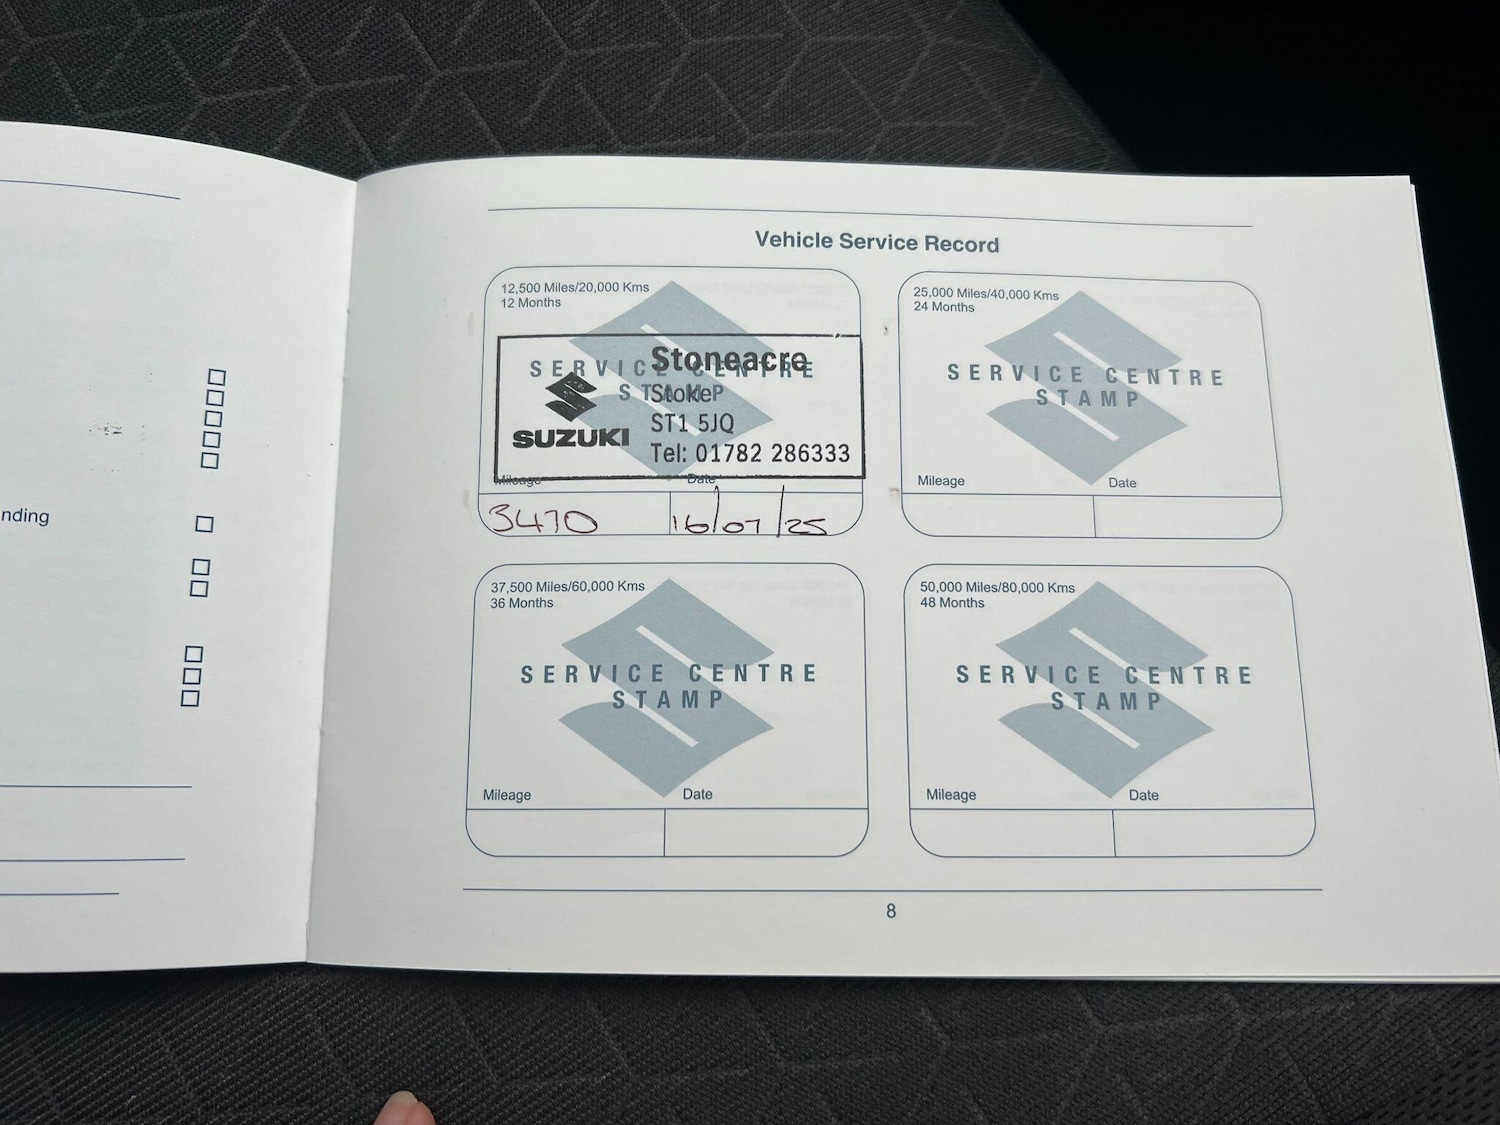 nding
Vehicle Service Record
12,500 Miles/20,000 Kms
12 Months
SERVICE CENTRE
STAMP
Stoneacre
Stoke
ST1 5JQ
Tel: 01782 286333
SUZUKI
Mileage
Date
3470
16/07/25
25,000 Miles/40,000 Kms
24 Months
SERVICE CENTRE
STAMP
Mileage
Date
37,500 Miles/60,000 Kms
36 Months
SERVICE CENTRE
STAMP
Mileage
Date
50,000 Miles/80,000 Kms
48 Months
SERVICE CENTRE
STAMP
Mileage
Date
8